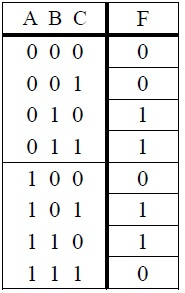 A B C F
0 0 0 0
0 0 1 0
0 1 0 1
0 1 1 1
1 0 0 0
1 0 1 1
1 1 0 1
1 1 1 0